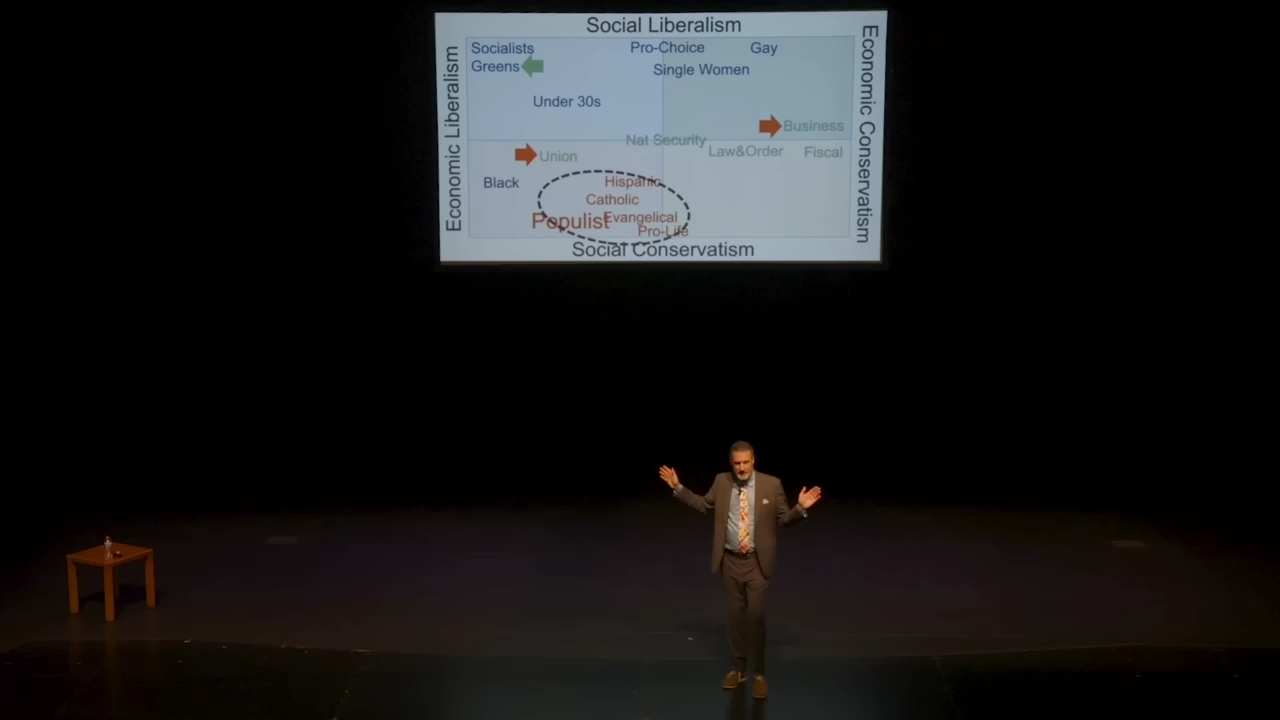 Social Liberalism
Economic Liberalism
Economic Conservatism
Socialists
Pro-Choice
Gay
Greens
Single Women
Under 30s
Business
Nat Security
Law&Order
Fiscal
Union
Black
Hispanic
Catholic
Populist
Evangelical
Pro-Life
Social Conservatism